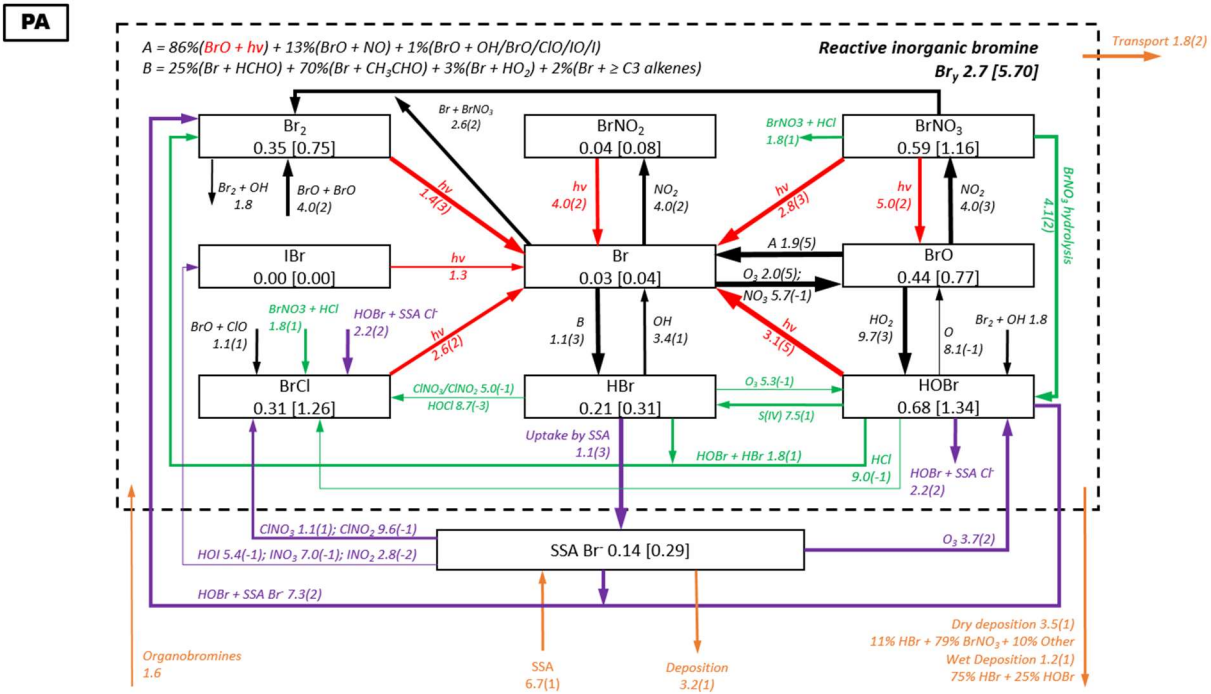 PA
A = 86%(BrO + hν) + 13%(BrO + NO) + 1%(BrO + OH/BrO/ClO/IO/I)
B = 25%(Br + HCHO) + 70%(Br + CH₃CHO) + 3%(Br + HO₂) + 2%(Br + ≥ C3 alkenes)
Reactive inorganic bromine
Brᵧ 2.7 [5.70]
Transport 1.8(2)
Br₂
0.35 [0.75]
Br + BrNO₃
2.6(2)
BrNO₂
0.04 [0.08]
BrNO3 + HCl
1.8(1)
BrNO₃
0.59 [1.16]
Br₂ + OH
1.8
BrO + BrO
4.0(2)
hν
1.4(3)
hν
4.0(2)
NO₂
4.0(2)
hν
2.8(3)
hν
5.0(2)
NO₂
4.0(3)
BrNO₃ hydrolysis
4.1(2)
IBr
0.00 [0.00]
hν
1.3
Br
0.03 [0.04]
A 1.9(5)
O₃ 2.0(5);
NO₃ 5.7(-1)
BrO
0.44 [0.77]
BrO + ClO
1.1(1)
BrNO3 + HCl
1.8(1)
HOBr + SSA Cl⁻
2.2(2)
hν
2.6(2)
B
1.1(3)
OH
3.4(1)
hν
3.1(5)
HO₂
9.7(3)
O
8.1(-1)
Br₂ + OH 1.8
BrCl
0.31 [1.26]
ClNO₃/ClNO₂ 5.0(-1)
HOCl 8.7(-3)
HBr
0.21 [0.31]
O₃ 5.3(-1)
S(IV) 7.5(1)
HOBr
0.68 [1.34]
Uptake by SSA
1.1(3)
HOBr + HBr 1.8(1)
HCl
9.0(-1)
HOBr + SSA Cl⁻
2.2(2)
ClNO₃ 1.1(1); ClNO₂ 9.6(-1)
HOI 5.4(-1); INO₃ 7.0(-1); INO₂ 2.8(-2)
SSA Br⁻ 0.14 [0.29]
O₃ 3.7(2)
HOBr + SSA Br⁻ 7.3(2)
Organobromines
1.6
SSA
6.7(1)
Deposition
3.2(1)
Dry deposition 3.5(1)
11% HBr + 79% BrNO₃ + 10% Other
Wet Deposition 1.2(1)
75% HBr + 25% HOBr